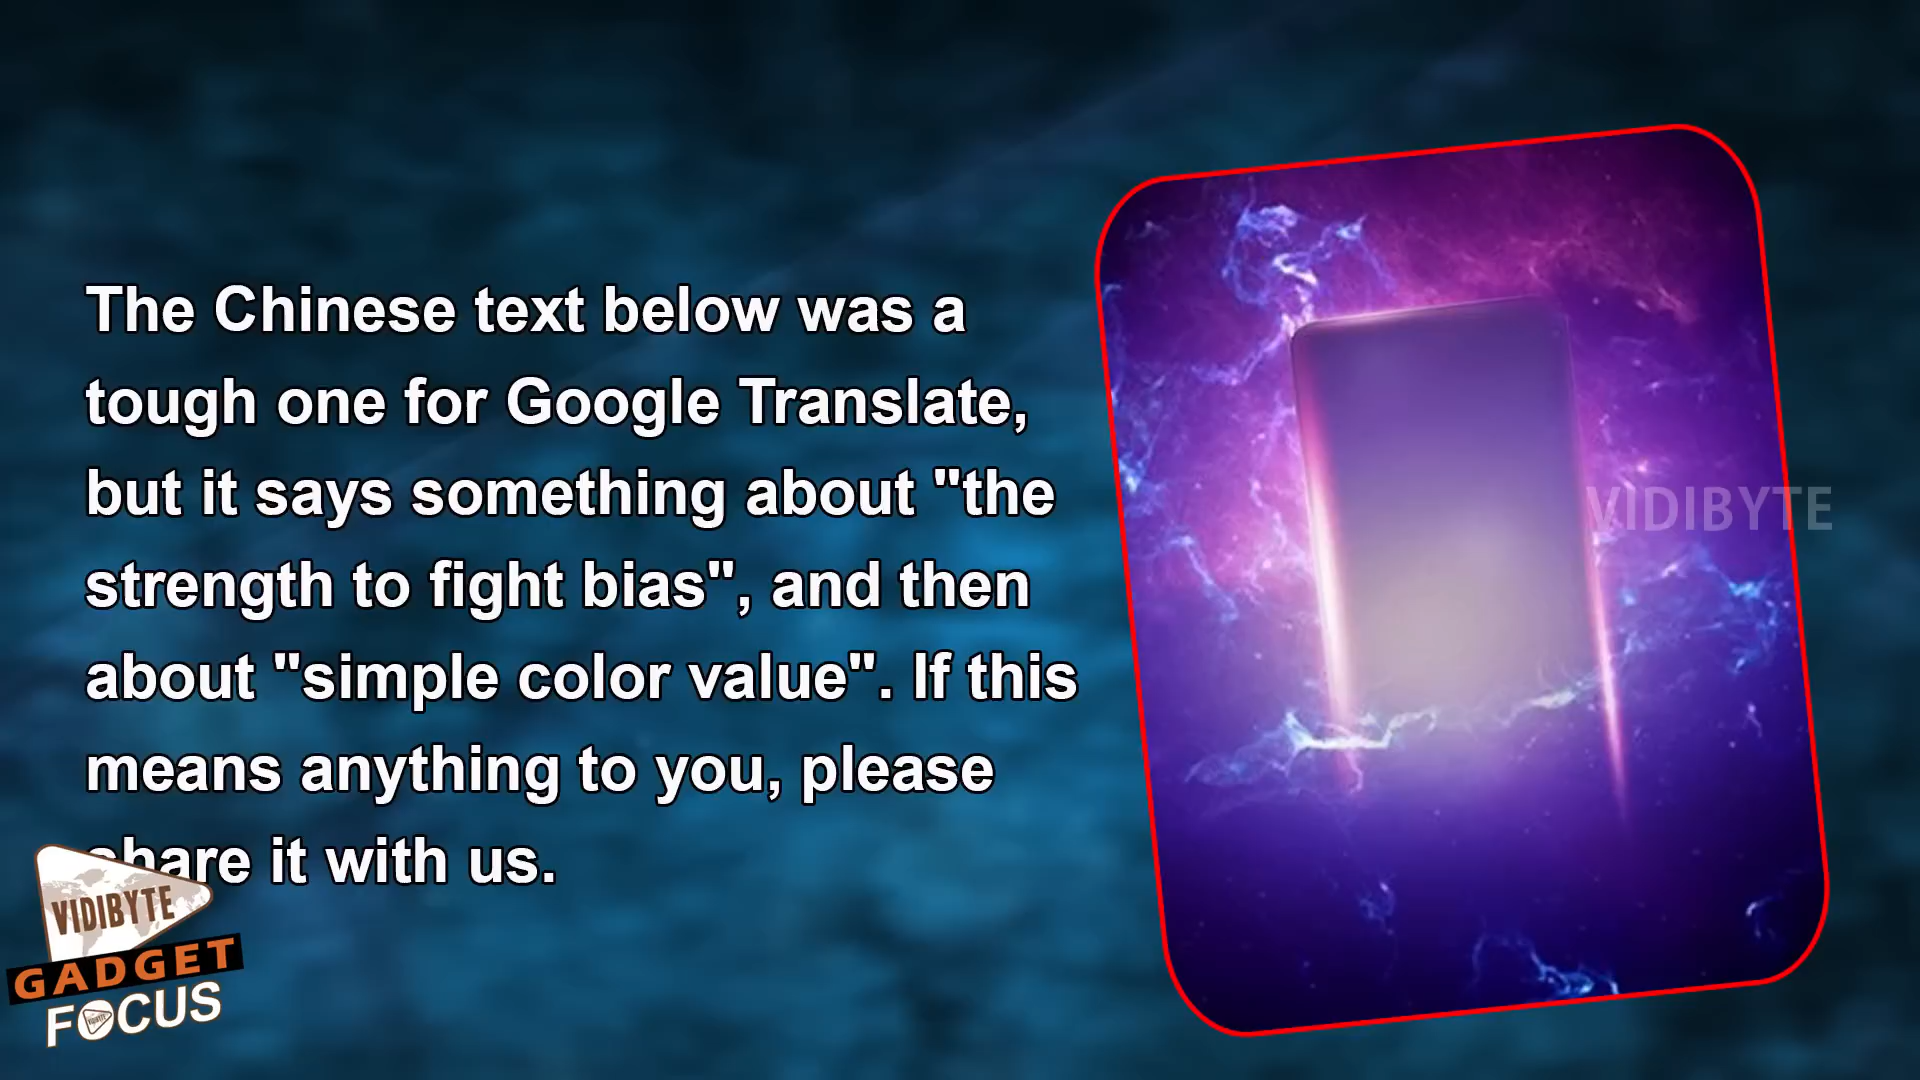 The Chinese text below was a
tough one for Google Translate,
but it says something about "the
strength to fight bias", and then
about "simple color value". If this
means anything to you, please
share it with us.
VIDIBYTE
VIDIBYTE
GADGET
FOCUS